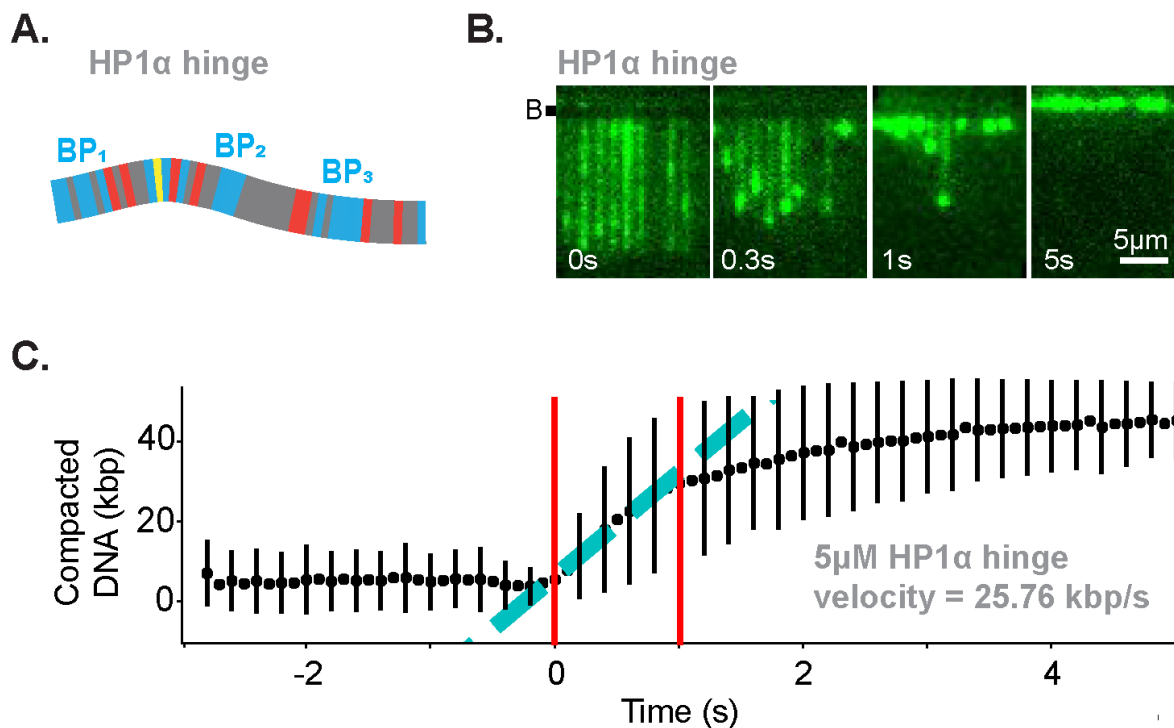 A.
HP1α hinge
BP₁
BP₂
BP₃
B.
HP1α hinge
B
0s
0.3s
1s
5s
5μm
C.
Compacted
DNA (kbp)
40
20
0
5μM HP1α hinge
velocity = 25.76 kbp/s
-2
0
2
4
Time (s)